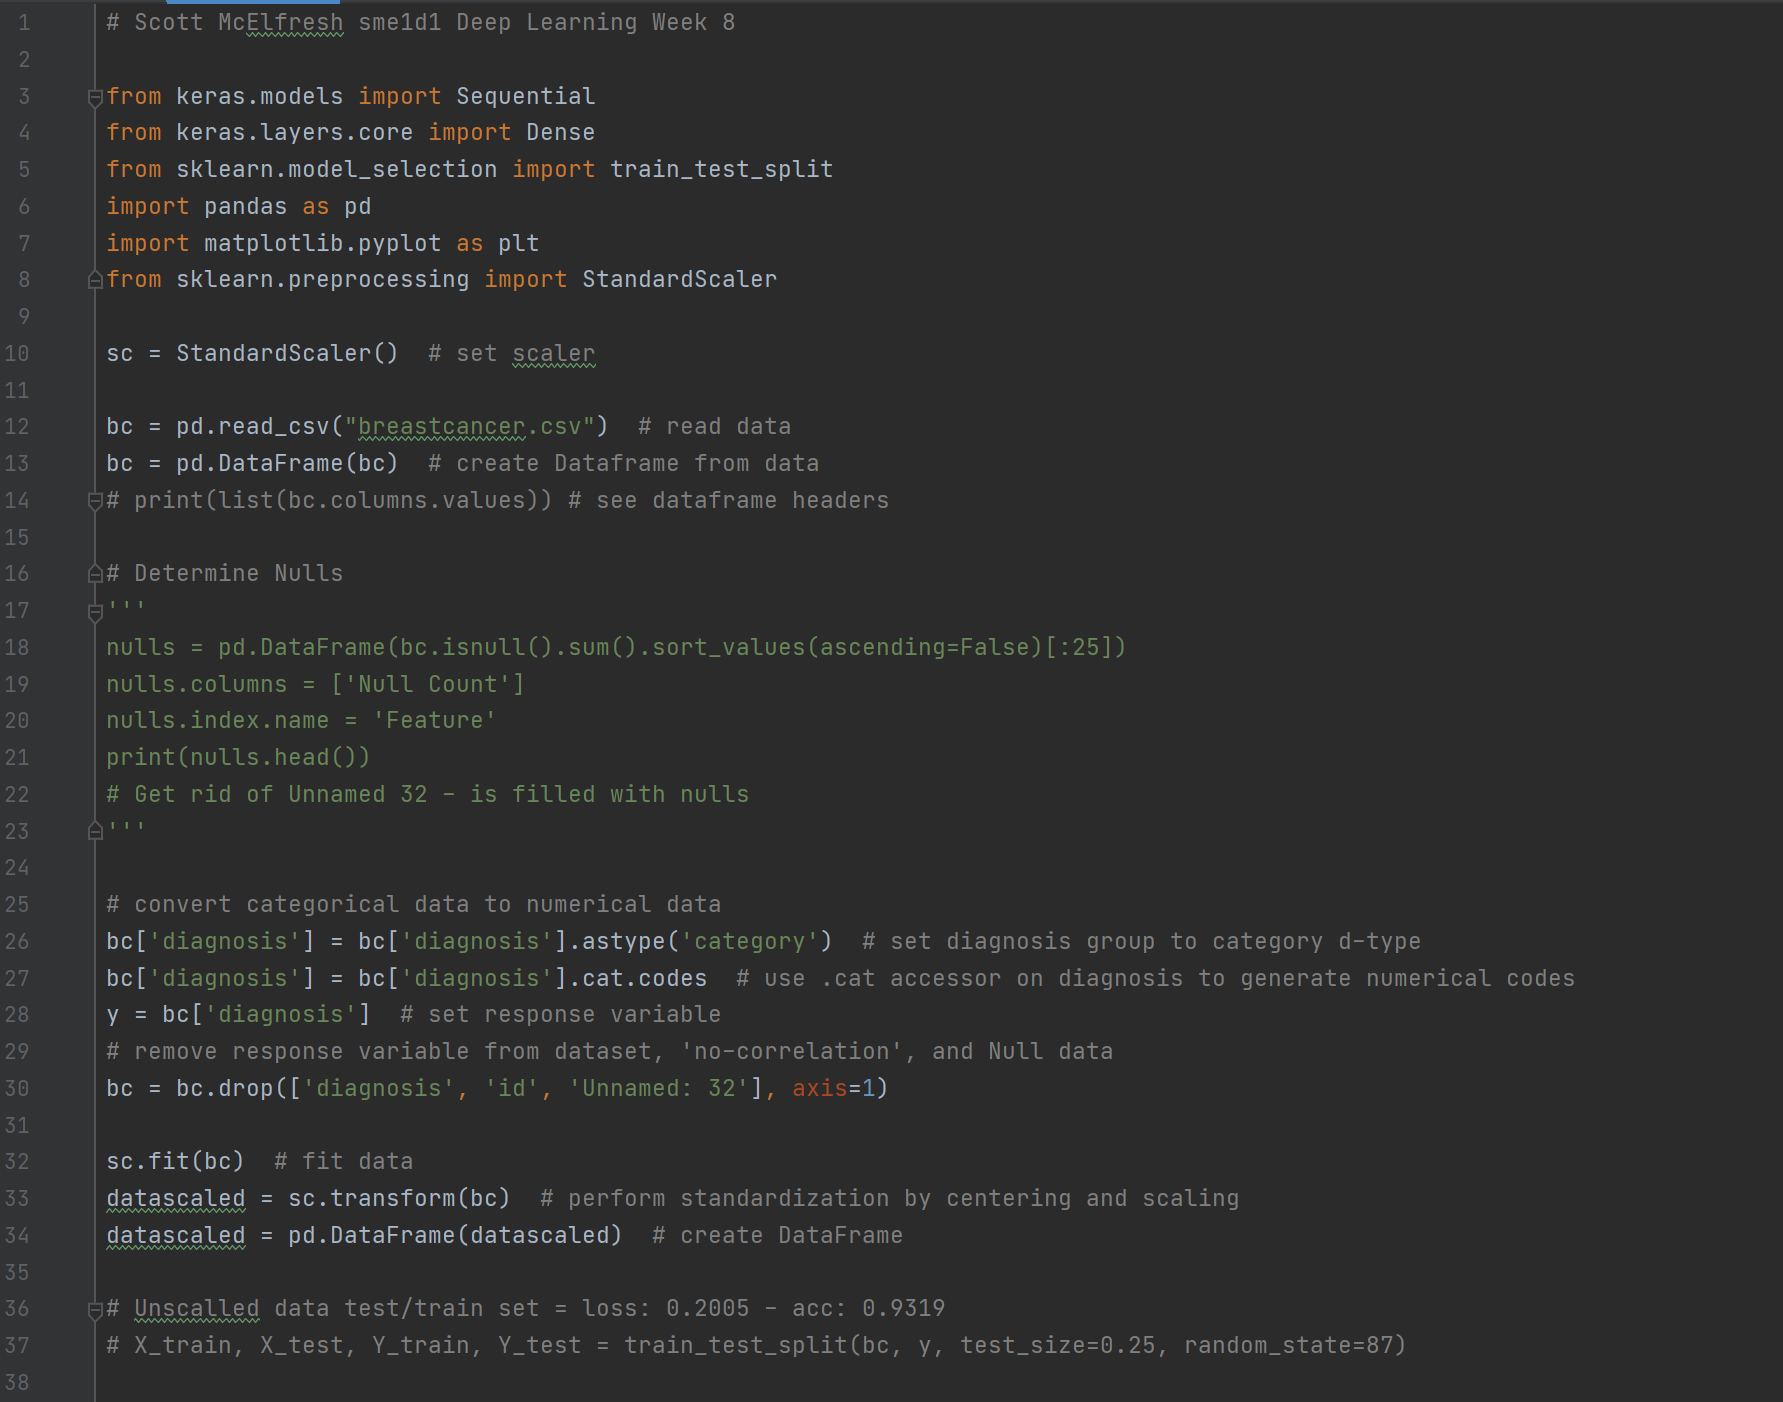 1 # Scott McElfresh sme1d1 Deep Learning Week 8
2
3 from keras.models import Sequential
4 from keras.layers.core import Dense
5 from sklearn.model_selection import train_test_split
6 import pandas as pd
7 import matplotlib.pyplot as plt
8 from sklearn.preprocessing import StandardScaler
9
10 sc = StandardScaler()  # set scaler
11
12 bc = pd.read_csv("breastcancer.csv")  # read data
13 bc = pd.DataFrame(bc)  # create Dataframe from data
14 # print(list(bc.columns.values)) # see dataframe headers
15
16 # Determine Nulls
17 '''
18 nulls = pd.DataFrame(bc.isnull().sum().sort_values(ascending=False)[:25])
19 nulls.columns = ['Null Count']
20 nulls.index.name = 'Feature'
21 print(nulls.head())
22 # Get rid of Unnamed 32 - is filled with nulls
23 '''
24
25 # convert categorical data to numerical data
26 bc['diagnosis'] = bc['diagnosis'].astype('category')  # set diagnosis group to category d-type
27 bc['diagnosis'] = bc['diagnosis'].cat.codes  # use .cat accessor on diagnosis to generate numerical codes
28 y = bc['diagnosis']  # set response variable
29 # remove response variable from dataset, 'no-correlation', and Null data
30 bc = bc.drop(['diagnosis', 'id', 'Unnamed: 32'], axis=1)
31
32 sc.fit(bc)  # fit data
33 datascaled = sc.transform(bc)  # perform standardization by centering and scaling
34 datascaled = pd.DataFrame(datascaled)  # create DataFrame
35
36 # Unscalled data test/train set = loss: 0.2005 - acc: 0.9319
37 # X_train, X_test, Y_train, Y_test = train_test_split(bc, y, test_size=0.25, random_state=87)
38